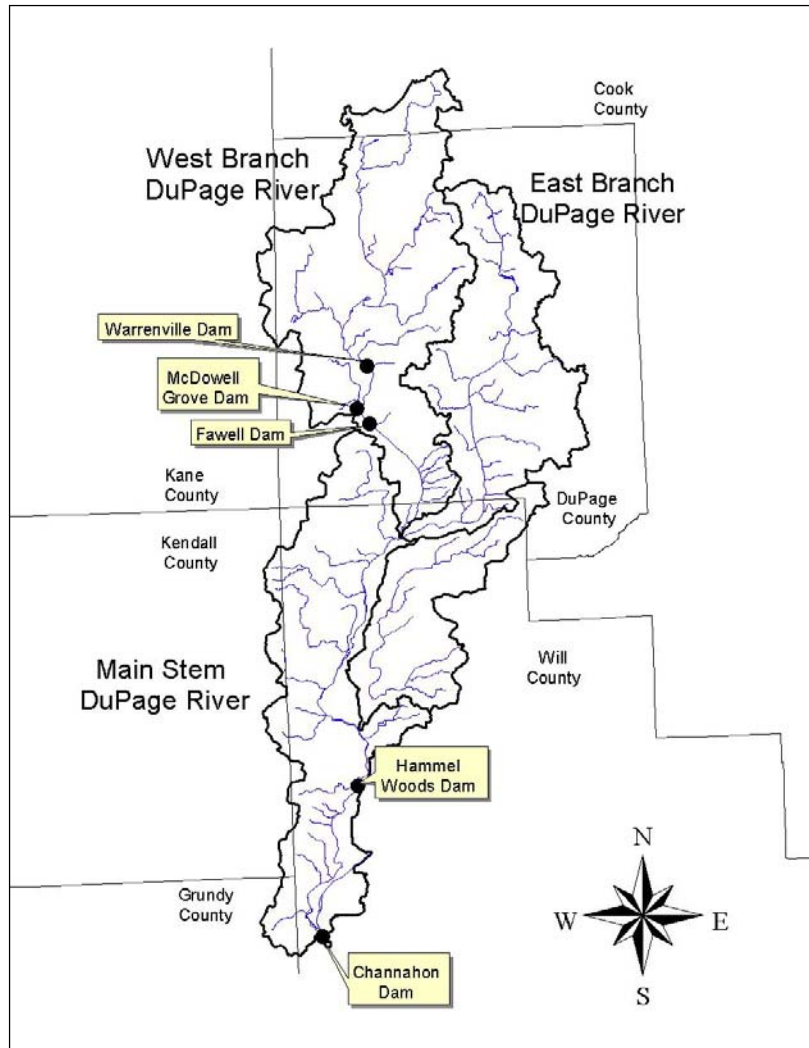 Cook
County
West Branch
DuPage River
East Branch
DuPage River
Warrenville Dam
McDowell
Grove Dam
Fawell Dam
Kane
County
DuPage
County
Kendall
County
Will
County
Main Stem
DuPage River
Hammel
Woods Dam
Grundy
County
Channahon
Dam
N
W
E
S